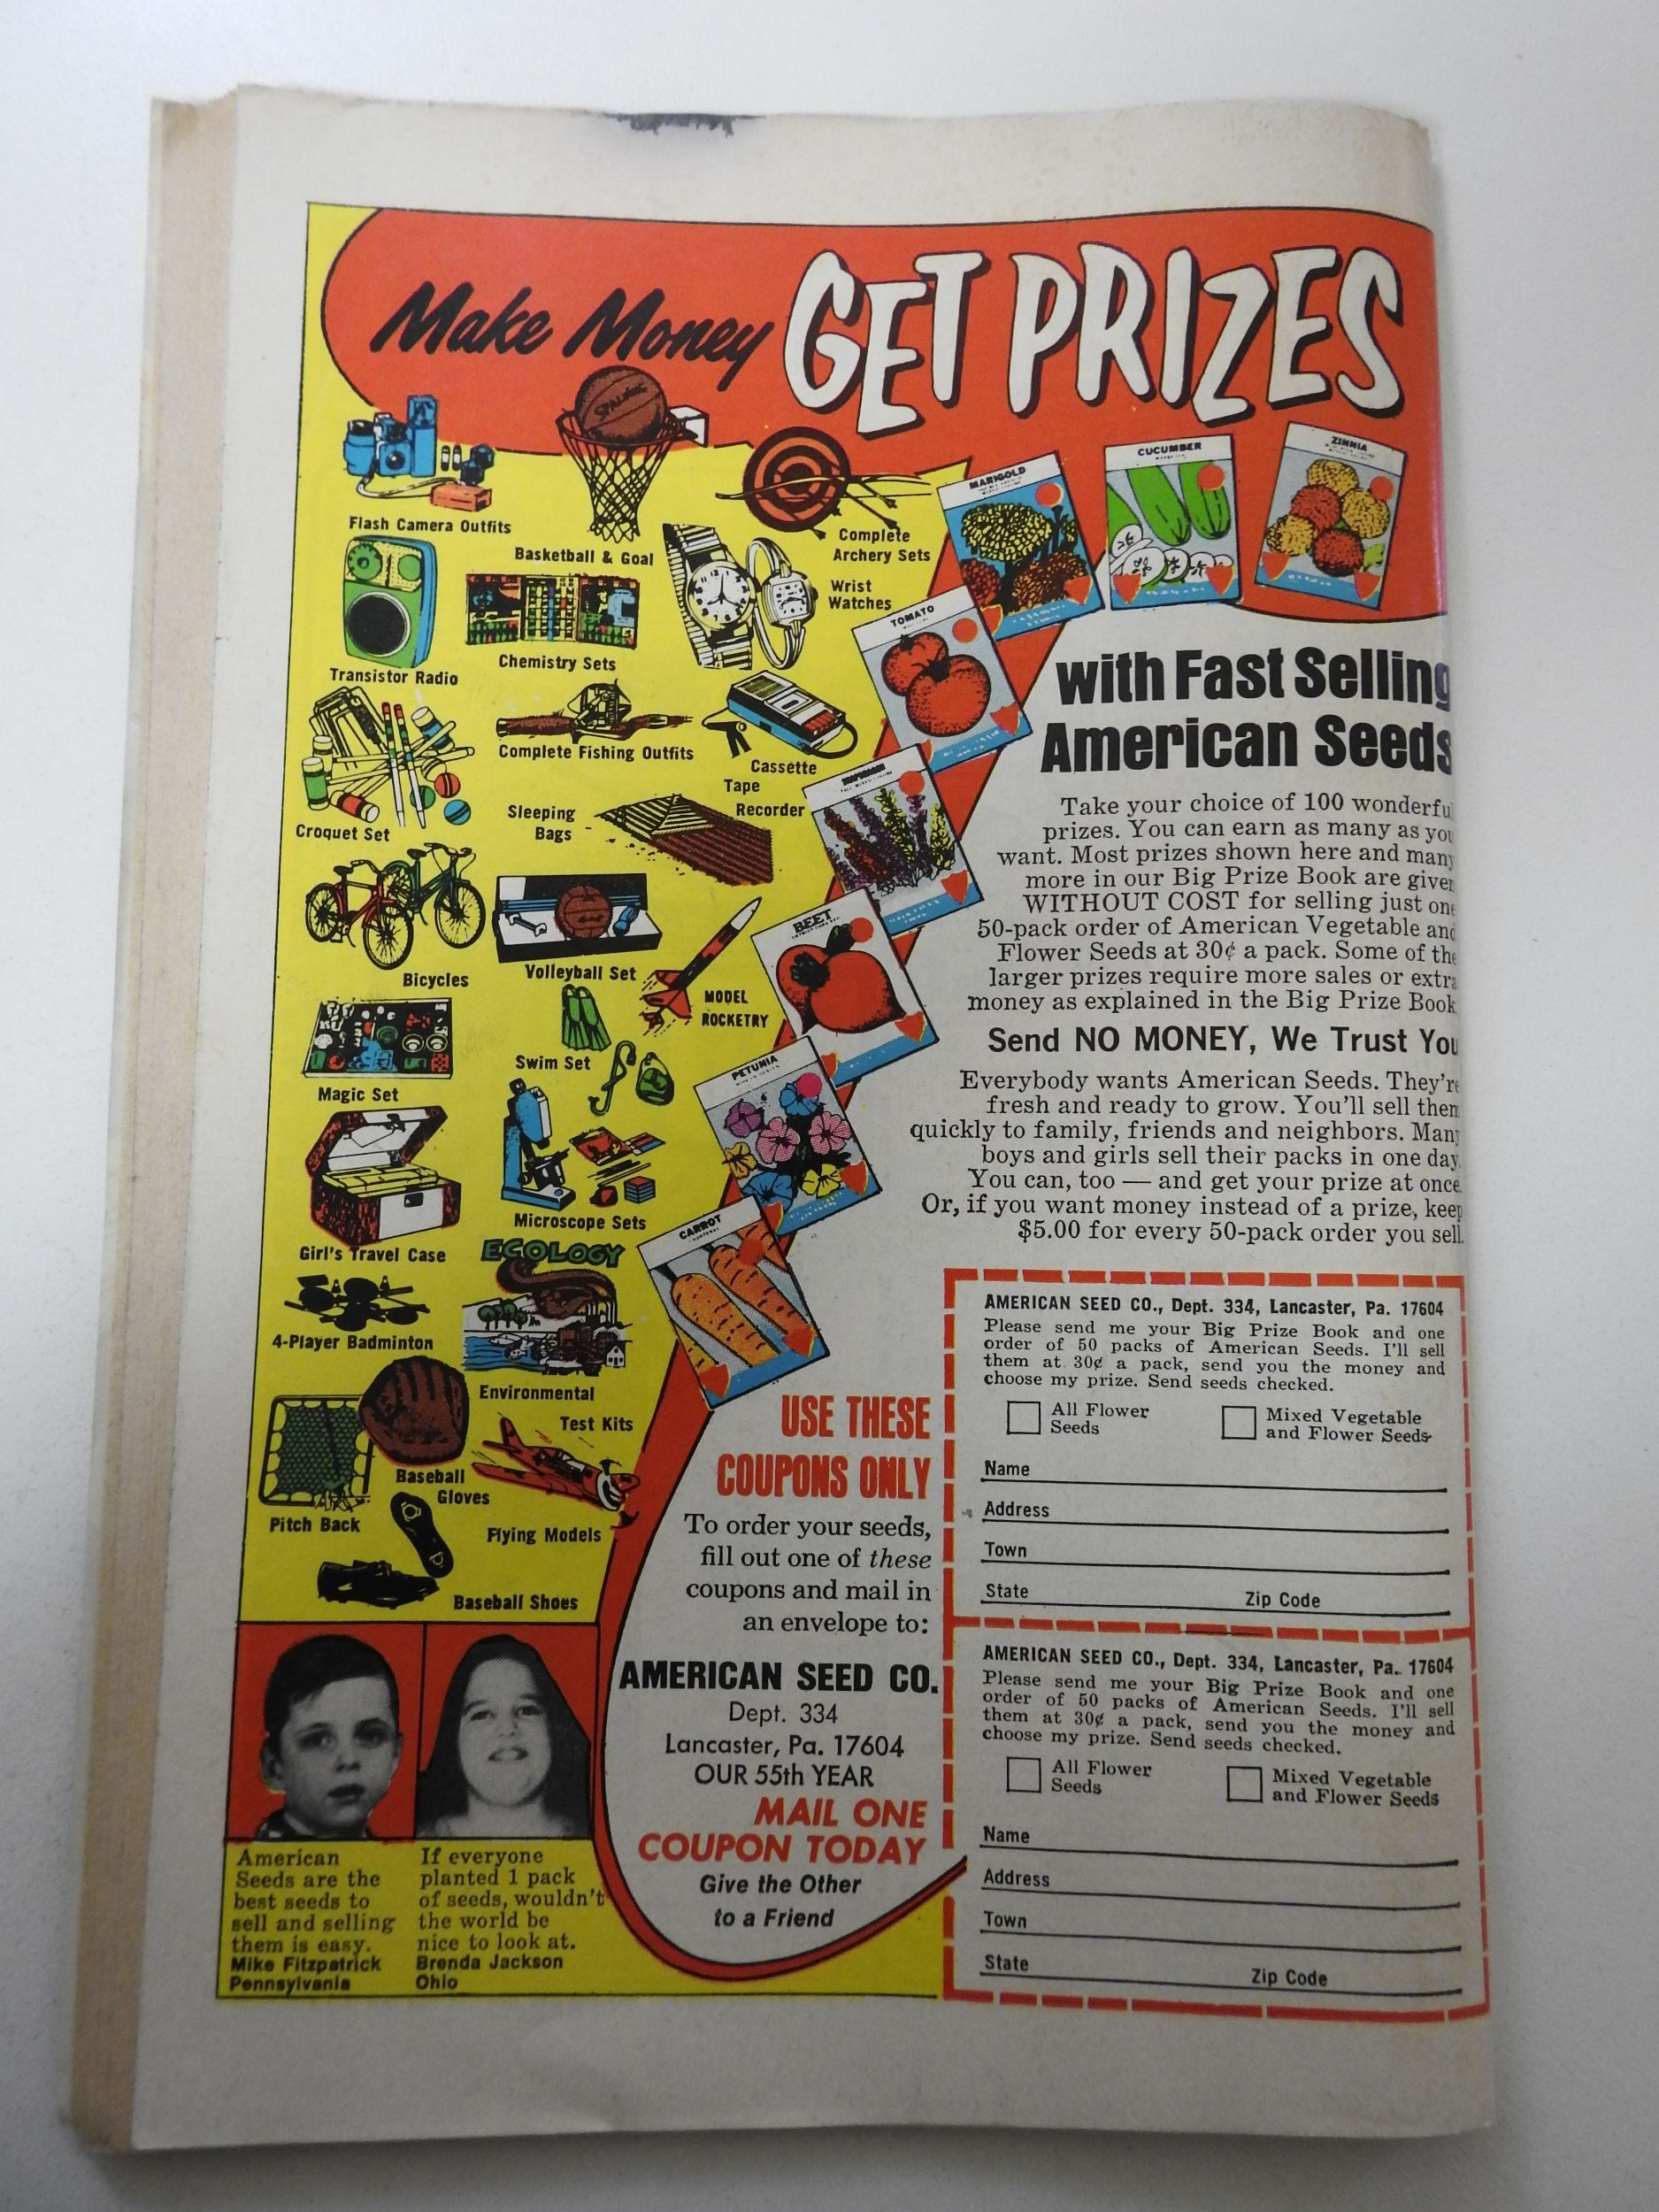 Make Money GET PRIZES
SPALDING
Flash Camera Outfits
Basketball & Goal
Complete
Archery Sets
Wrist
Watches
Transistor Radio
Chemistry Sets
Croquet Set
Complete Fishing Outfits
Cassette
Tape
Recorder
Sleeping
Bags
Bicycles
Volleyball Set
MODEL
ROCKETRY
Magic Set
Swim Set
Microscope Sets
Girl's Travel Case
ECOLOGY
4-Player Badminton
Environmental
Test Kits
Baseball
Gloves
Pitch Back
Flying Models
Baseball Shoes
MARIGOLD
CUCUMBER
ZINNIA
TOMATO
BEET
PETUNIA
CARROT
with Fast Selling
American Seeds
Take your choice of 100 wonderfu
prizes. You can earn as many as you
want. Most prizes shown here and many
more in our Big Prize Book are given
WITHOUT COST for selling just one
50-pack order of American Vegetable and
Flower Seeds at 30¢ a pack. Some of the
larger prizes require more sales or extra
money as explained in the Big Prize Book
Send NO MONEY, We Trust You
Everybody wants American Seeds. They're
fresh and ready to grow. You'll sell them
quickly to family, friends and neighbors. Many
boys and girls sell their packs in one day.
You can, too — and get your prize at once.
Or, if you want money instead of a prize, keep
$5.00 for every 50-pack order you sell.
USE THESE
COUPONS ONLY
To order your seeds,
fill out one of these
coupons and mail in
an envelope to:
AMERICAN SEED CO.
Dept. 334
Lancaster, Pa. 17604
OUR 55th YEAR
MAIL ONE
COUPON TODAY
Give the Other
to a Friend
AMERICAN SEED CO., Dept. 334, Lancaster, Pa. 17604
Please send me your Big Prize Book and one
order of 50 packs of American Seeds. I'll sell
them at 30¢ a pack, send you the money and
choose my prize. Send seeds checked.
All Flower
Seeds
Mixed Vegetable
and Flower Seeds
Name
Address
Town
State Zip Code
AMERICAN SEED CO., Dept. 334, Lancaster, Pa. 17604
Please send me your Big Prize Book and one
order of 50 packs of American Seeds. I'll sell
them at 30¢ a pack, send you the money and
choose my prize. Send seeds checked.
All Flower
Seeds
Mixed Vegetable
and Flower Seeds
Name
Address
Town
State Zip Code
American
Seeds are the
best seeds to
sell and selling
them is easy.
Mike Fitzpatrick
Pennsylvania
If everyone
planted 1 pack
of seeds, wouldn't
the world be
nice to look at.
Brenda Jackson
Ohio